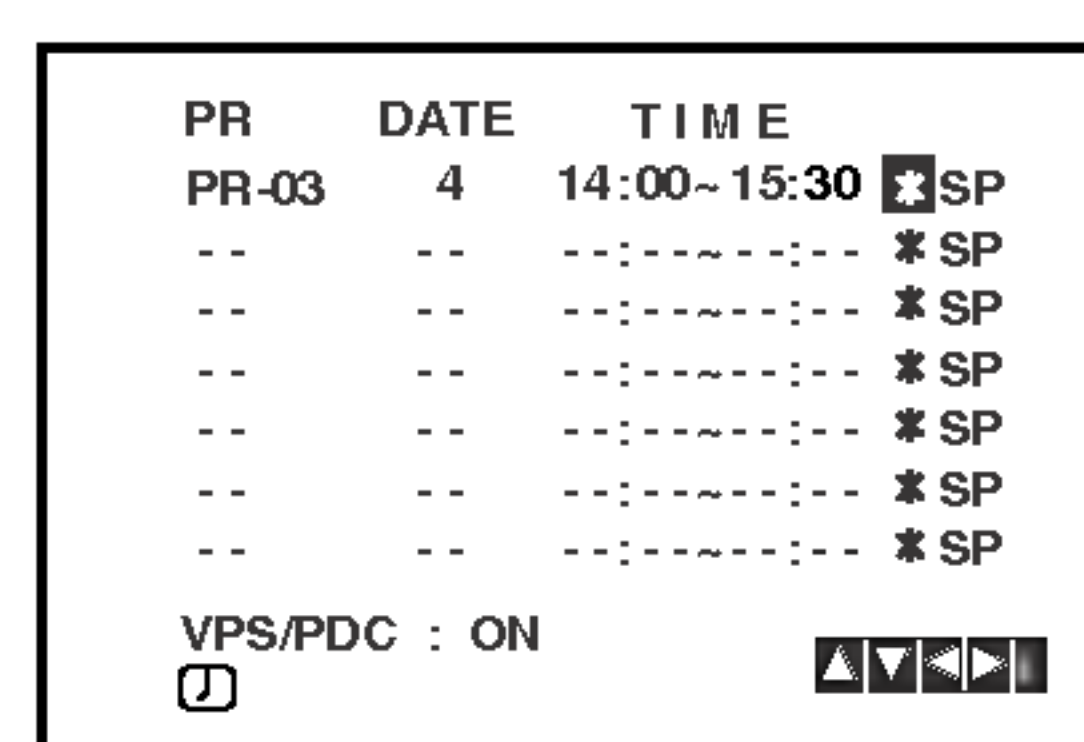 PR DATE TIME
PR-03 4 14:00~15:30 * SP
-- -- --:--~--:-- * SP
-- -- --:--~--:-- * SP
-- -- --:--~--:-- * SP
-- -- --:--~--:-- * SP
-- -- --:--~--:-- * SP
-- -- --:--~--:-- * SP
VPS/PDC : ON